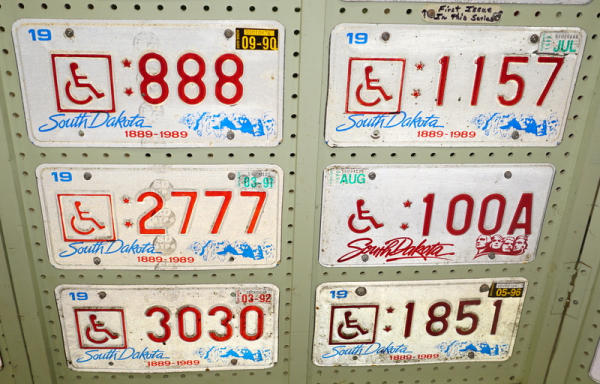 First Issue
In This Series
19
09-90
888
South Dakota
1889-1989
19
JUL
1157
South Dakota
1889-1989
19
03-91
2777
South Dakota
1889-1989
AUG
100A
South Dakota
19
03-92
3030
South Dakota
1889-1989
19
05-96
1851
South Dakota
1889-1989